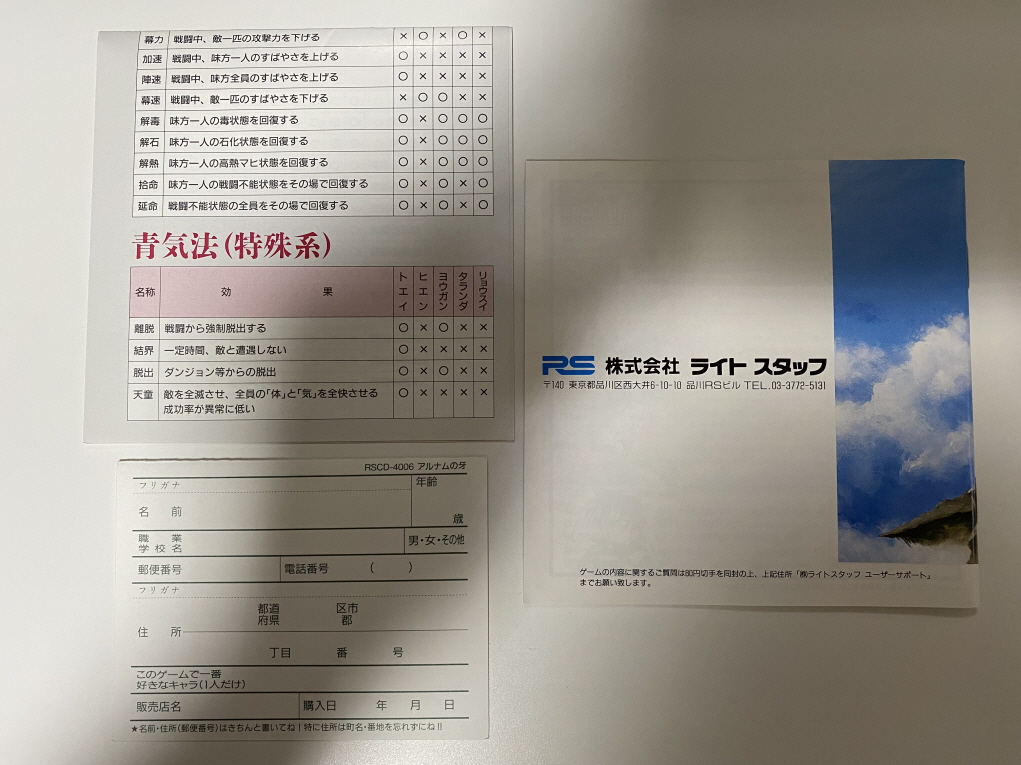 幕力 戦闘中、敵一匹の攻撃力を下げる × ○ × ○ ×
加速 戦闘中、味方一人のすばやさを上げる ○ × × × ×
陣速 戦闘中、味方全員のすばやさを上げる ○ × × × ×
幕速 戦闘中、敵一匹のすばやさを下げる × ○ ○ × ×
解毒 味方一人の毒状態を回復する ○ × ○ ○ ○
解石 味方一人の石化状態を回復する ○ × ○ ○ ○
解熱 味方一人の高熱マヒ状態を回復する ○ × ○ ○ ○
拾命 味方一人の戦闘不能状態をその場で回復する ○ × ○ × ○
延命 戦闘不能状態の全員をその場で回復する ○ × ○ × ○
青気法(特殊系)
名称 効果 トエイ ヒエン ヨウガン タランダ リョウスイ
離脱 戦闘から強制脱出する ○ × ○ × ×
結界 一定時間、敵と遭遇しない ○ × × × ×
脱出 ダンジョン等からの脱出 ○ × ○ × ×
天童 敵を全滅させ、全員の「体」と「気」を全快させる ○ × × × ×
成功率が異常に低い
RSCD-4006 アルナムの牙
フリガナ 年齢
名前 歳
職業
学校名 男・女・その他
郵便番号 電話番号 ( )
フリガナ
都道 区市
府県 郡
住所
丁目 番 号
このゲームで一番
好きなキャラ(1人だけ)
販売店名 購入日 年 月 日
★名前・住所(郵便番号)はきちんと書いてね!特に住所は町名・番地を忘れずにね!!
RS 株式会社 ライト スタッフ
〒140 東京都品川区西大井6-10-10 品川RSビル TEL.03-3772-5131
ゲームの内容に関するご質問は80円切手を同封の上、上記住所「㈱ライトスタッフ ユーザーサポート」
までお願い致します。